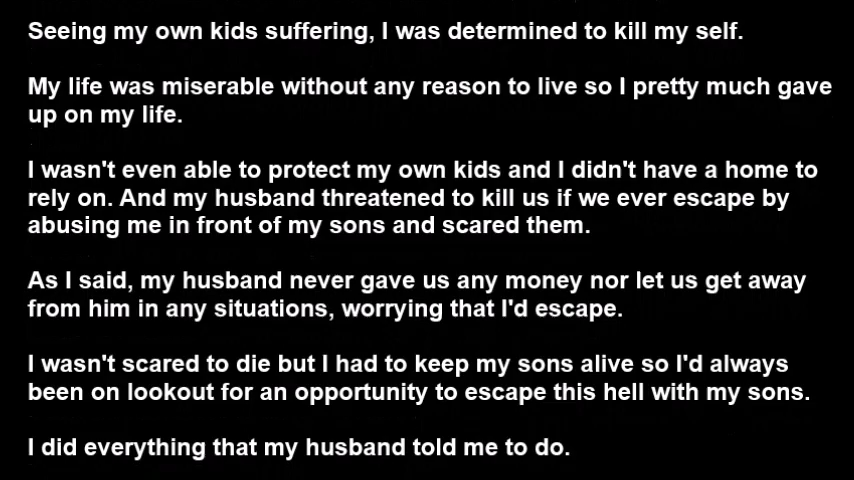 Seeing my own kids suffering, I was determined to kill my self.
My life was miserable without any reason to live so I pretty much gave
up on my life.
I wasn't even able to protect my own kids and I didn't have a home to
rely on. And my husband threatened to kill us if we ever escape by
abusing me in front of my sons and scared them.
As I said, my husband never gave us any money nor let us get away
from him in any situations, worrying that I'd escape.
I wasn't scared to die but I had to keep my sons alive so I'd always
been on lookout for an opportunity to escape this hell with my sons.
I did everything that my husband told me to do.